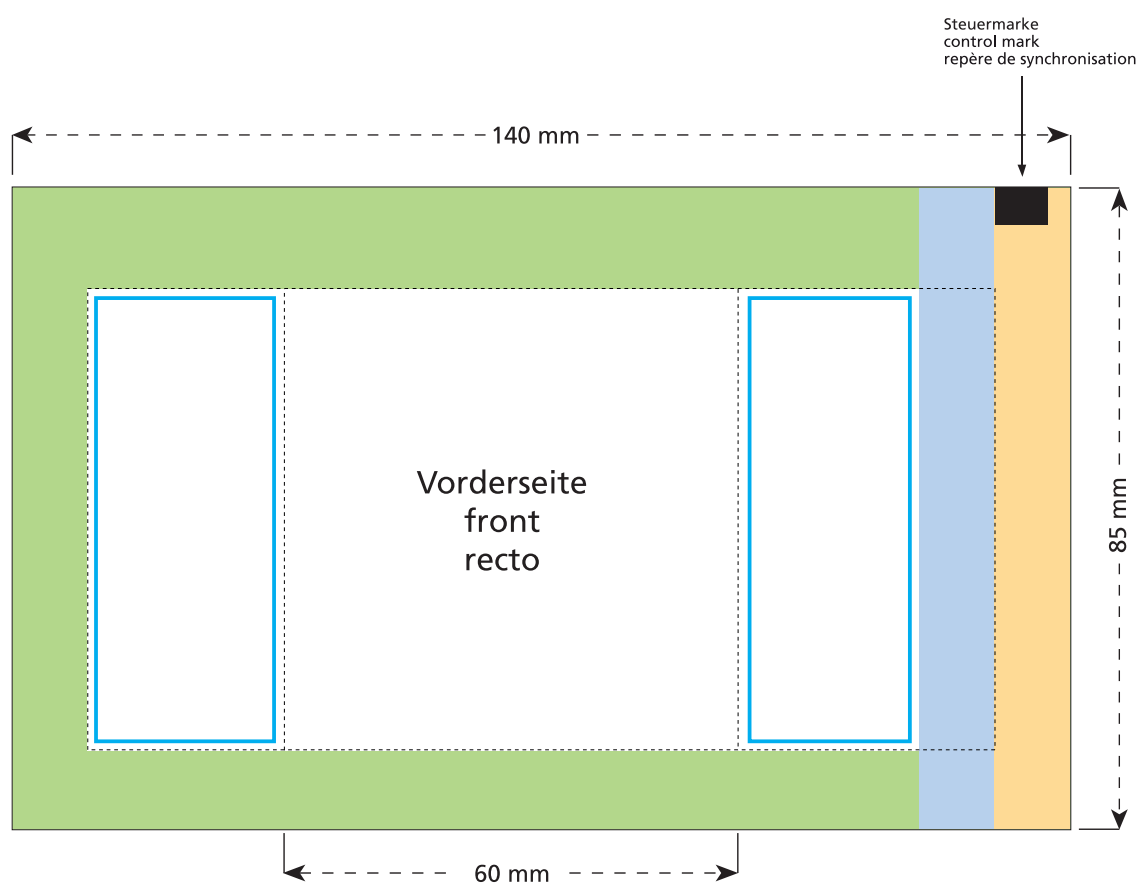 Steuermarke
control mark
repère de synchronisation
140 mm
Vorderseite
front
recto
85 mm
60 mm